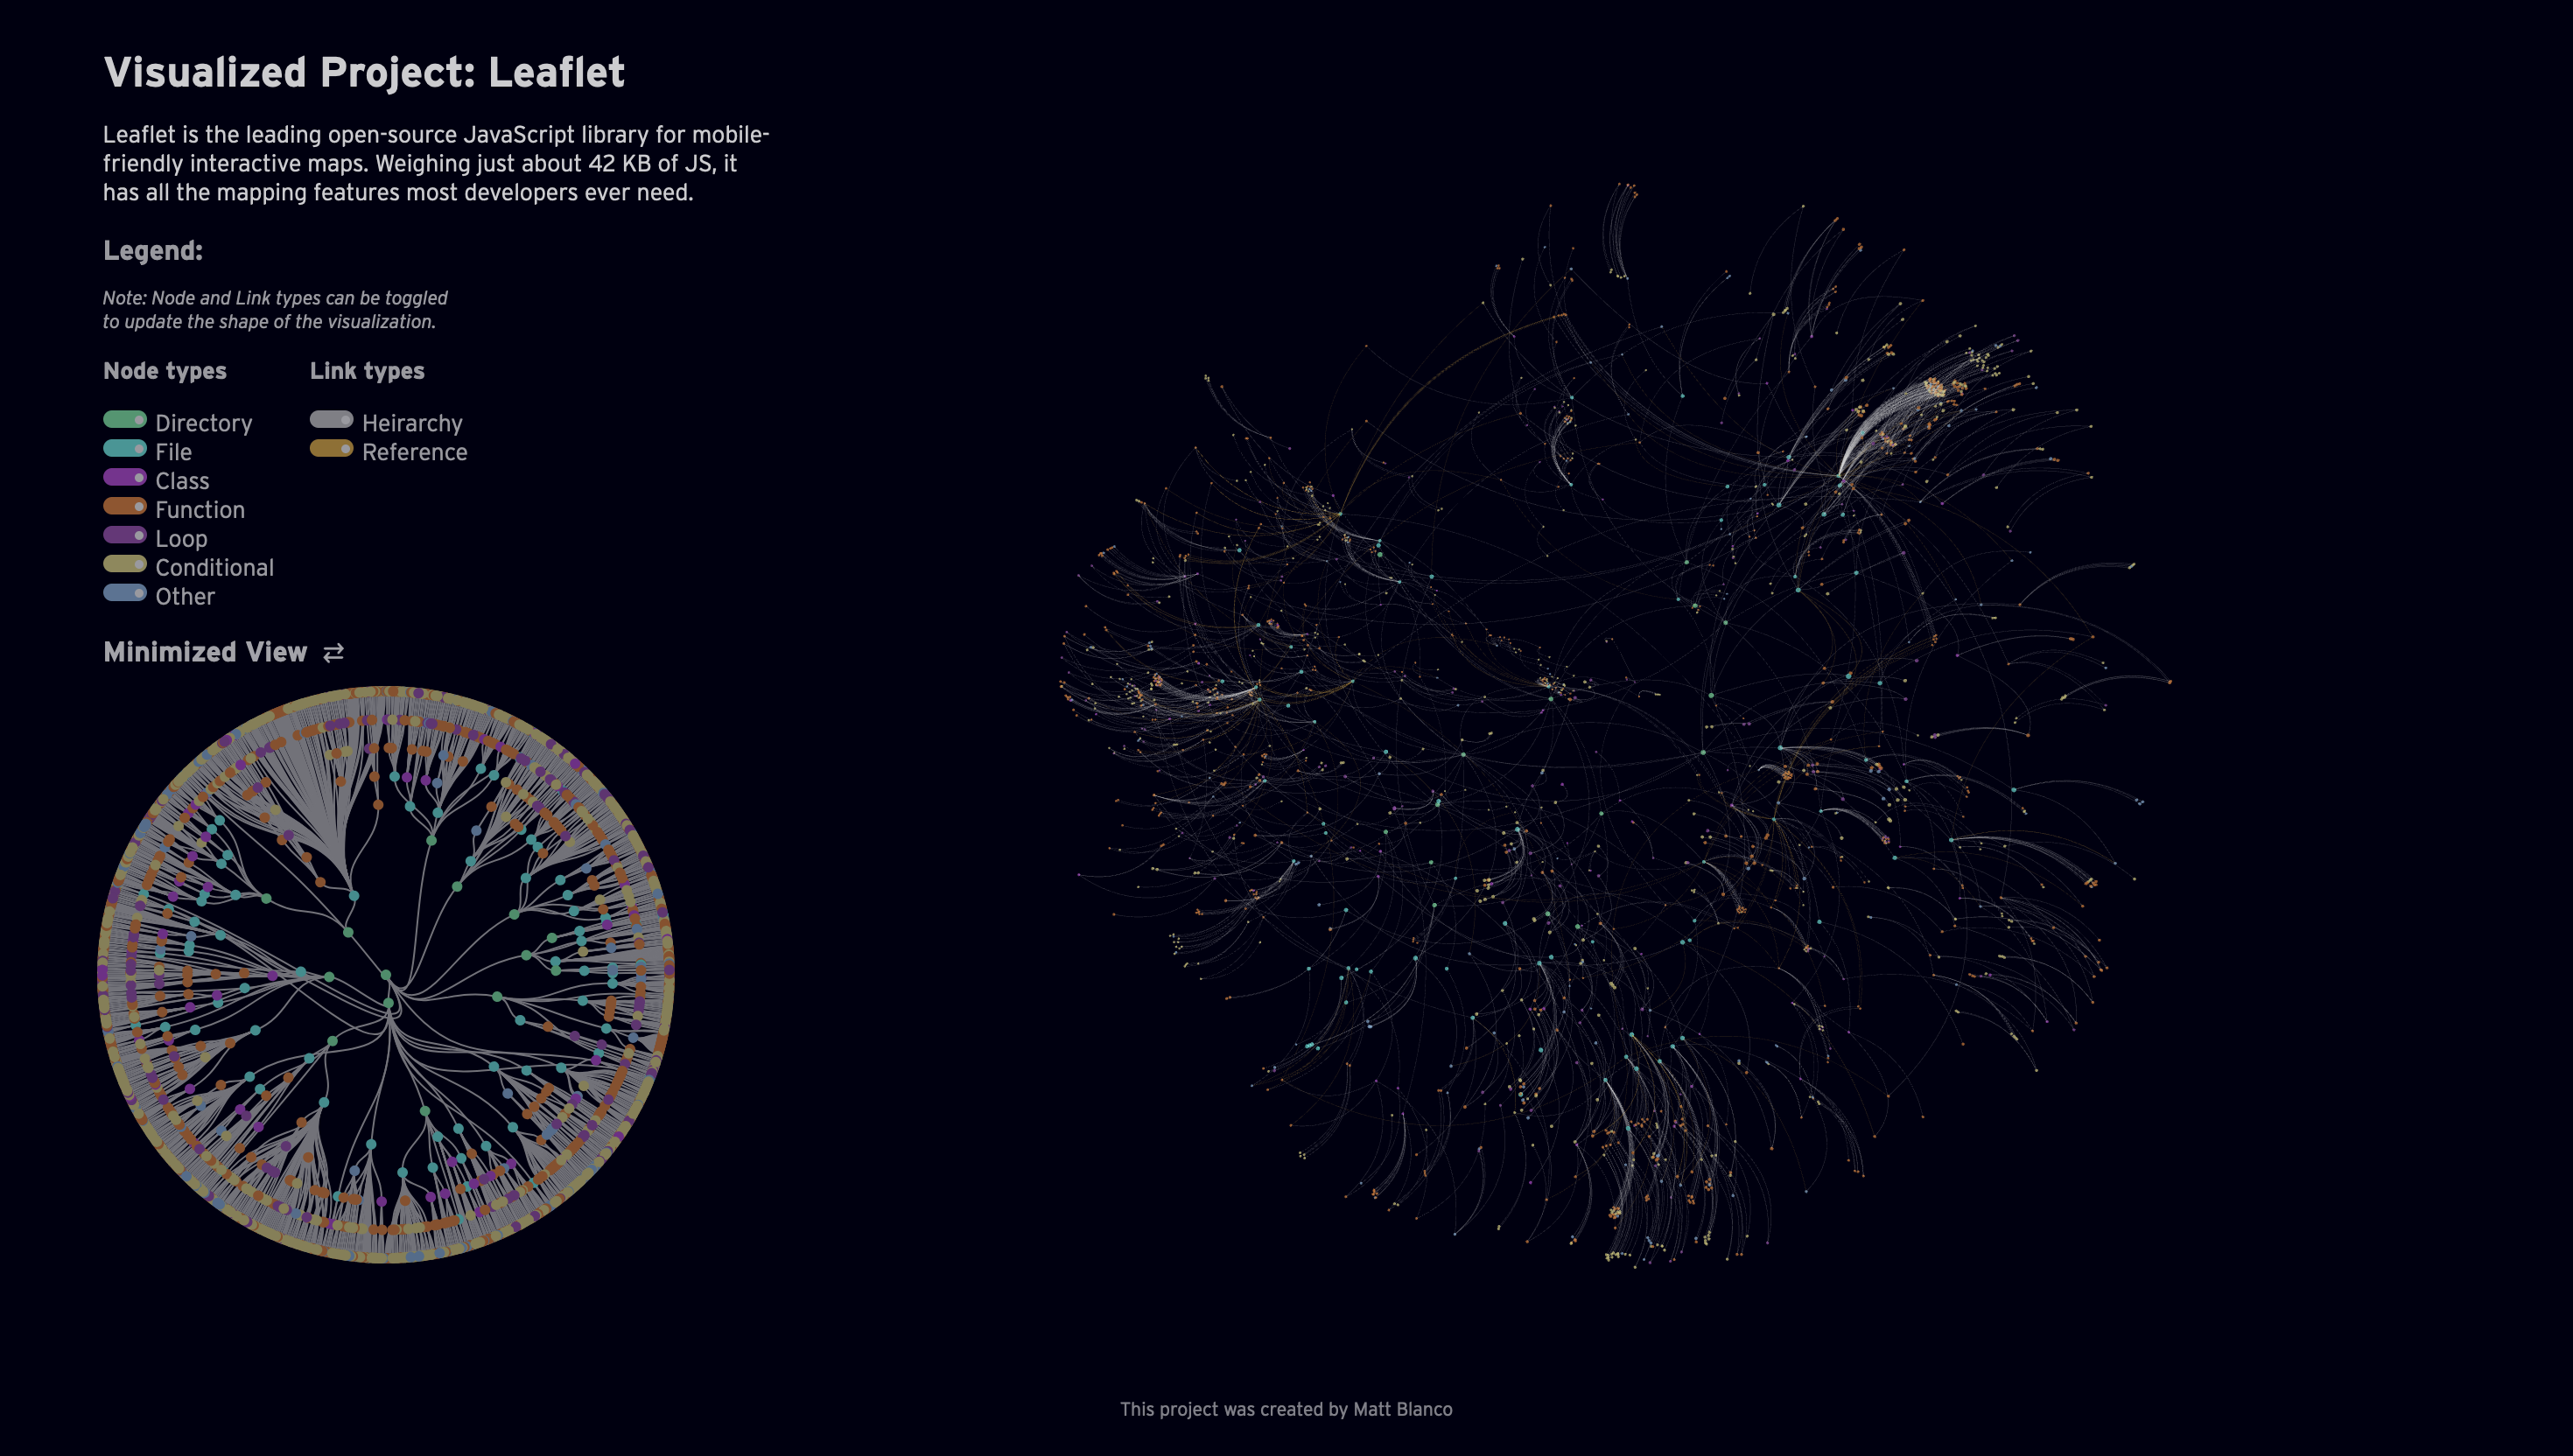 Visualized Project: Leaflet
Leaflet is the leading open-source JavaScript library for mobile-
friendly interactive maps. Weighing just about 42 KB of JS, it
has all the mapping features most developers ever need.
Legend:
Note: Node and Link types can be toggled
to update the shape of the visualization.
Node types
Directory
File
Class
Function
Loop
Conditional
Other
Link types
Heirarchy
Reference
Minimized View
This project was created by Matt Blanco